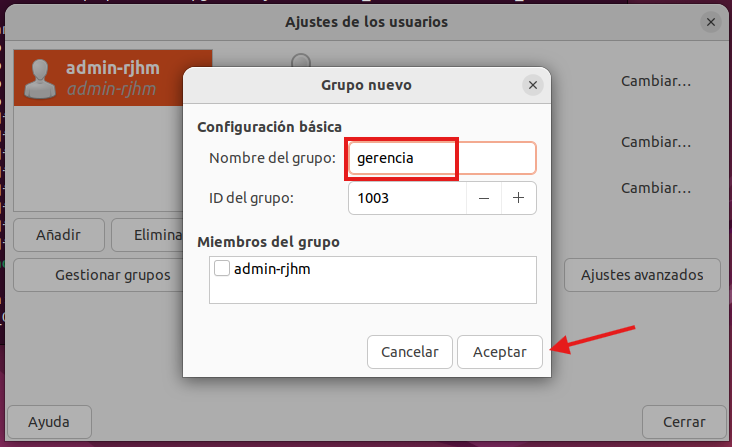 Ajustes de los usuarios
admin-rjhm
admin-rjhm
Cambiar...
Cambiar...
Cambiar...
Añadir
Elimina
Gestionar grupos
Ajustes avanzados
Grupo nuevo
Configuración básica
Nombre del grupo: gerencia
ID del grupo: 1003
Miembros del grupo
admin-rjhm
Cancelar Aceptar
Ayuda
Cerrar